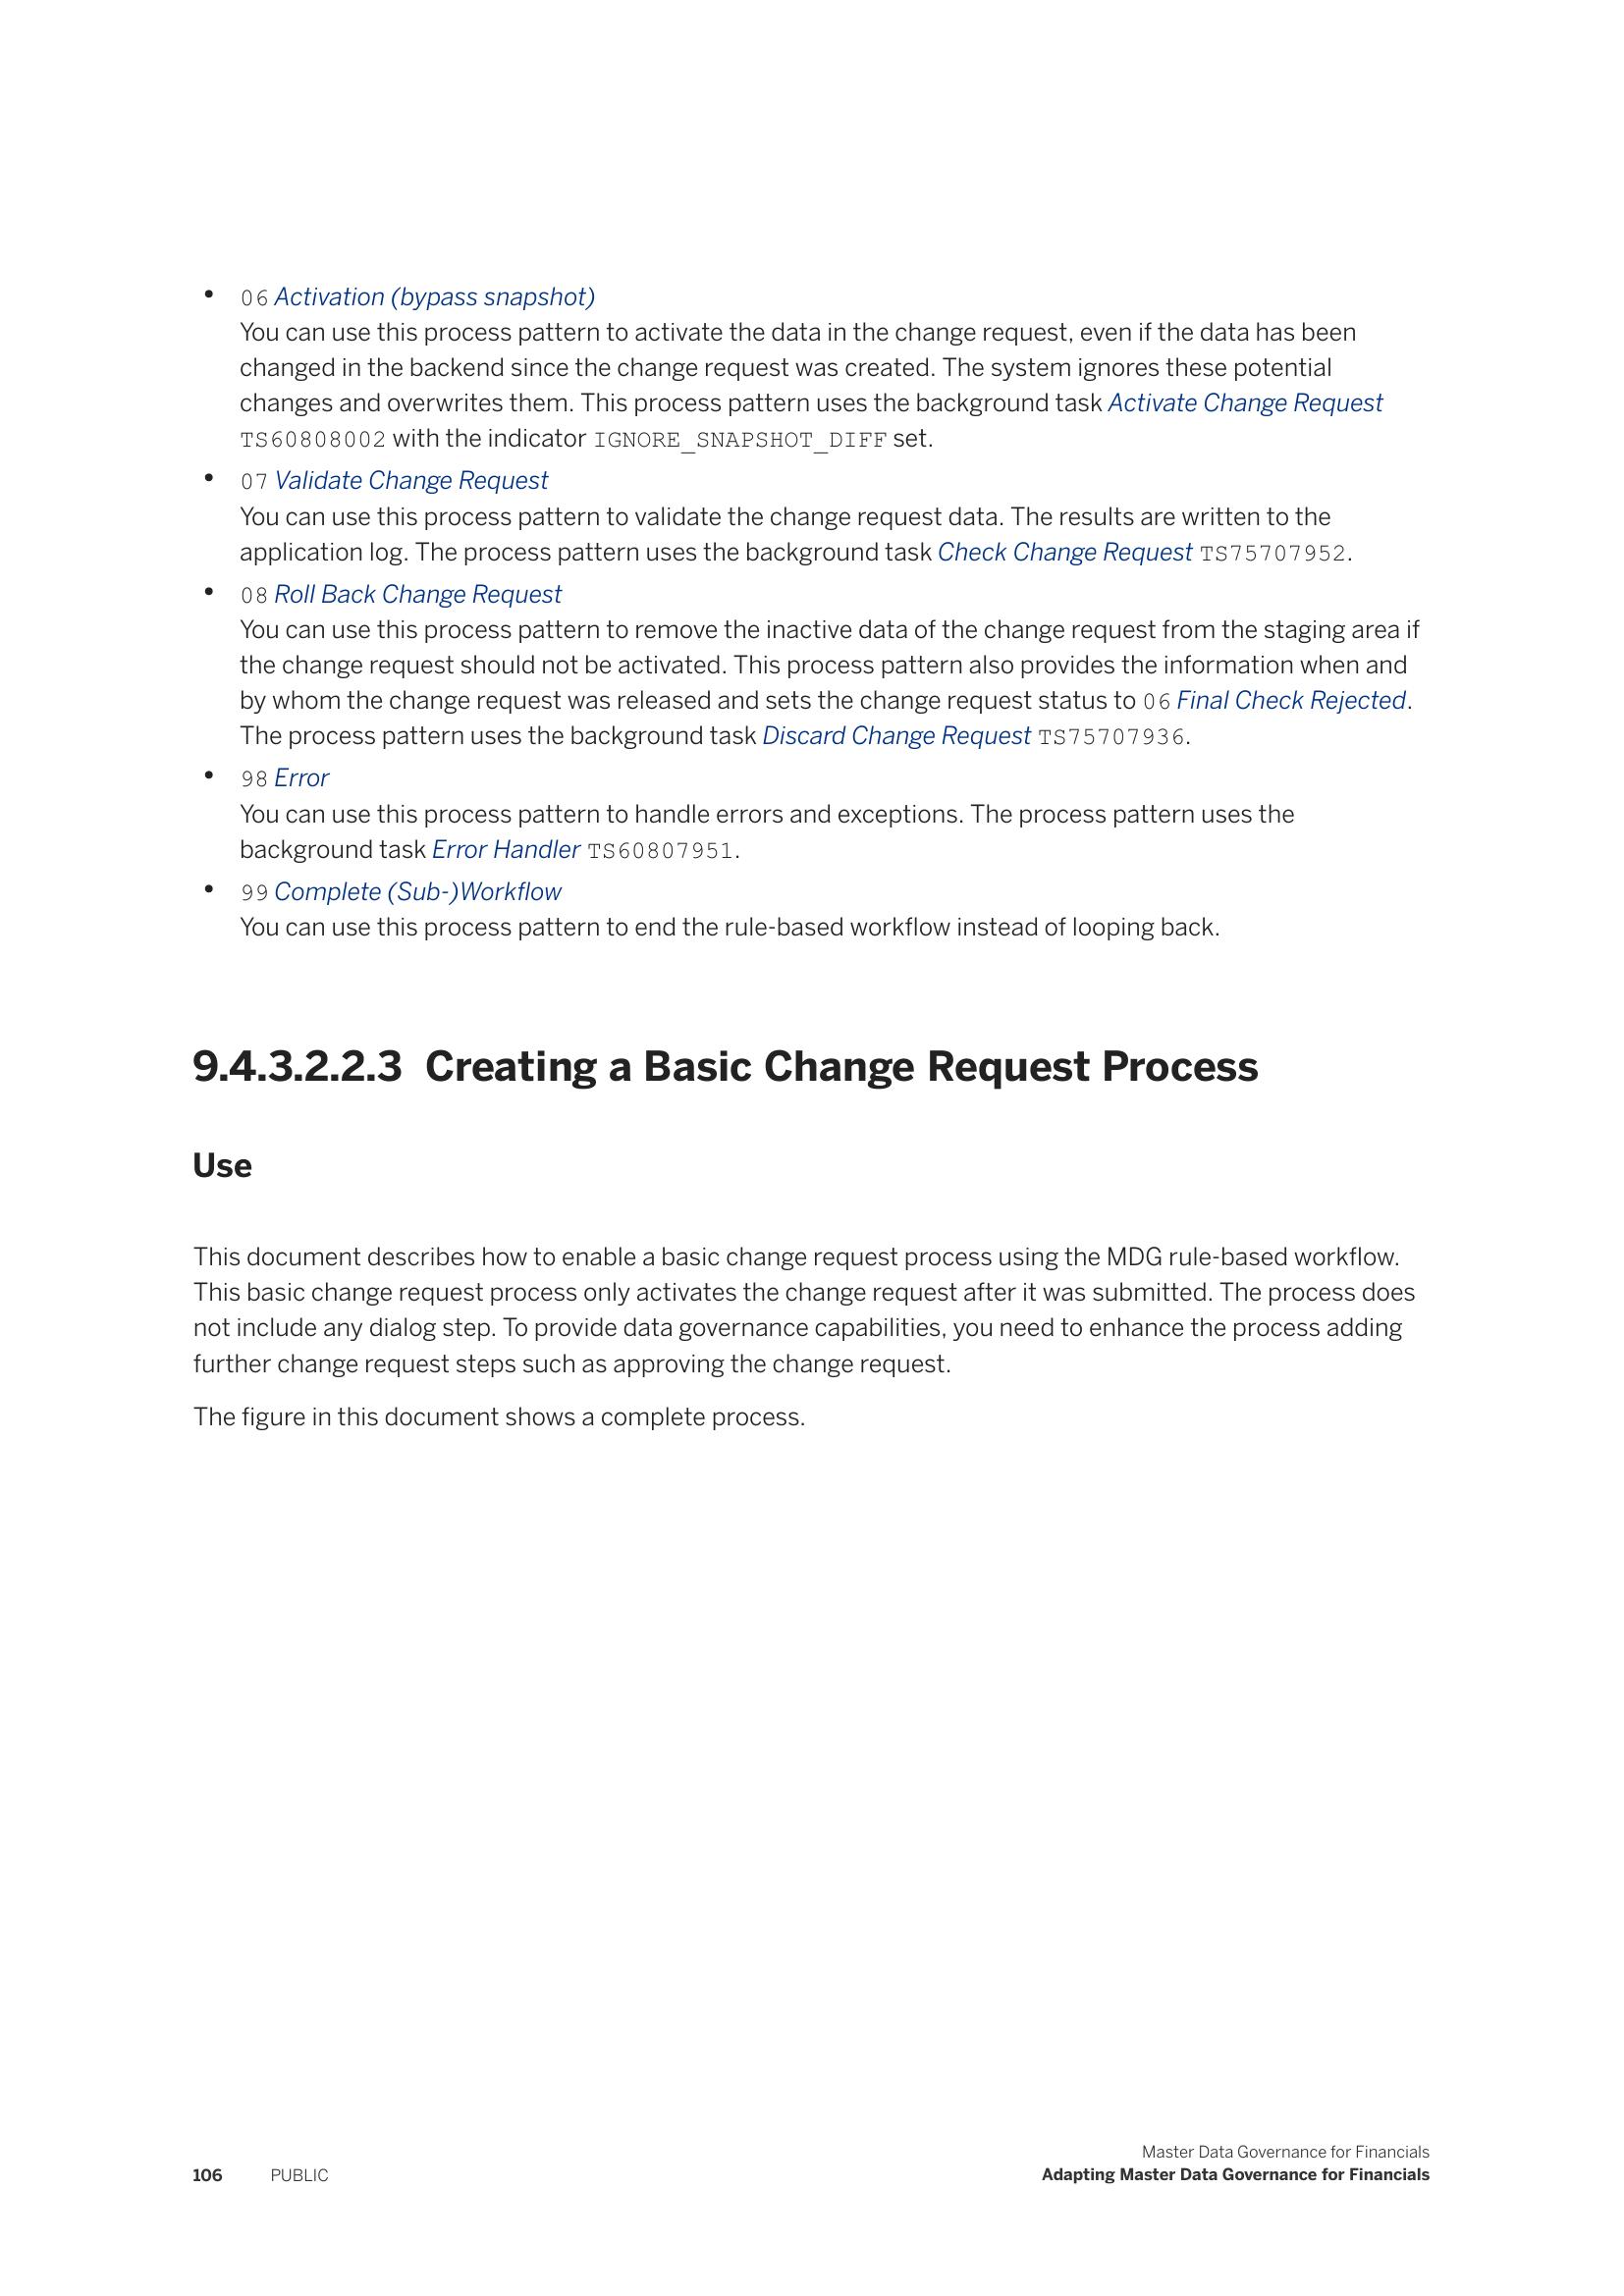 • 06 Activation (bypass snapshot)
You can use this process pattern to activate the data in the change request, even if the data has been
changed in the backend since the change request was created. The system ignores these potential
changes and overwrites them. This process pattern uses the background task Activate Change Request
TS60808002 with the indicator IGNORE_SNAPSHOT_DIFF set.
• 07 Validate Change Request
You can use this process pattern to validate the change request data. The results are written to the
application log. The process pattern uses the background task Check Change Request TS75707952.
• 08 Roll Back Change Request
You can use this process pattern to remove the inactive data of the change request from the staging area if
the change request should not be activated. This process pattern also provides the information when and
by whom the change request was released and sets the change request status to 06 Final Check Rejected.
The process pattern uses the background task Discard Change Request TS75707936.
• 98 Error
You can use this process pattern to handle errors and exceptions. The process pattern uses the
background task Error Handler TS60807951.
• 99 Complete (Sub-)Workflow
You can use this process pattern to end the rule-based workflow instead of looping back.
9.4.3.2.2.3 Creating a Basic Change Request Process
Use
This document describes how to enable a basic change request process using the MDG rule-based workflow.
This basic change request process only activates the change request after it was submitted. The process does
not include any dialog step. To provide data governance capabilities, you need to enhance the process adding
further change request steps such as approving the change request.
The figure in this document shows a complete process.
Master Data Governance for Financials
106 PUBLIC Adapting Master Data Governance for Financials